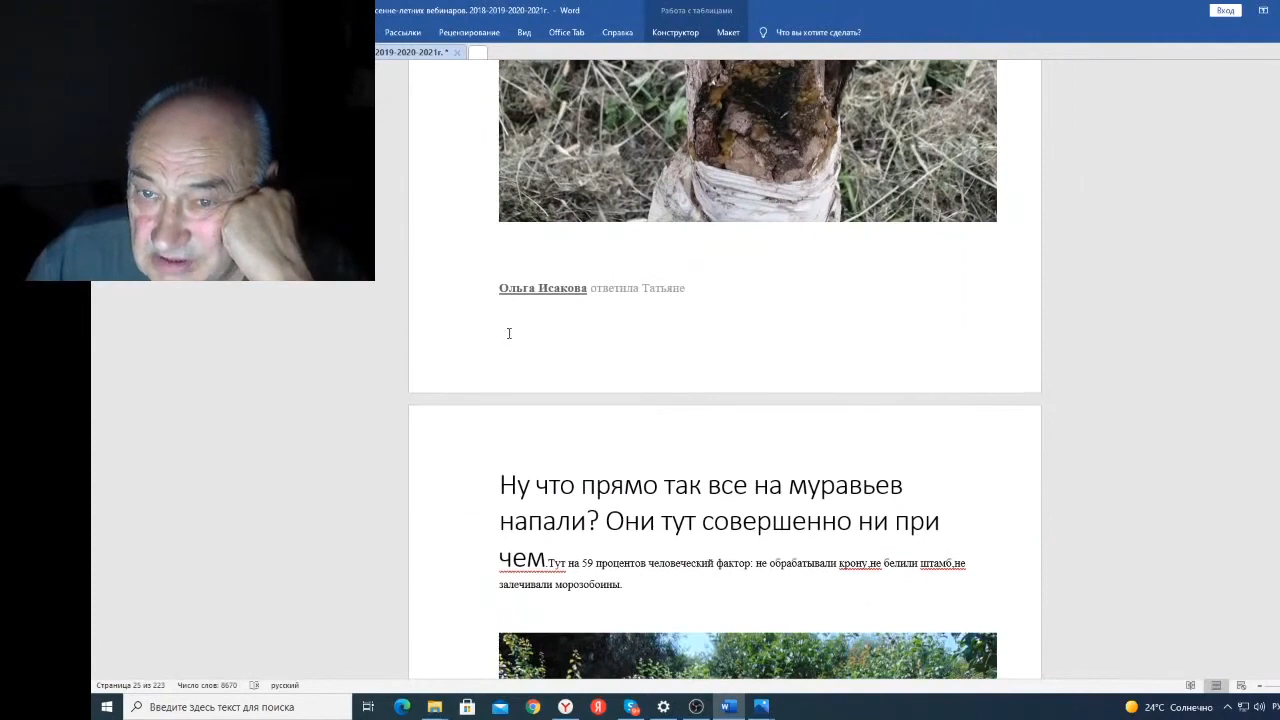 сенне-летних вебинаров. 2018-2019-2020-2021г. - Word
Работа с таблицами
Вход
Рассылки Рецензирование Вид Office Tab Справка Конструктор Макет Что вы хотите сделать?
2019-2020-2021г. *
Ольга Исакова ответила Татьяне
Ну что прямо так все на муравьев
напали? Они тут совершенно ни при
чем.Тут на 59 процентов человеческий фактор: не обрабатывали крону,не белили штамб,не
залечивали морозобоины.
Страница 25 из 223 Число слов: 8670 русский
Введите здесь текст для поиска
24°C Солнечно